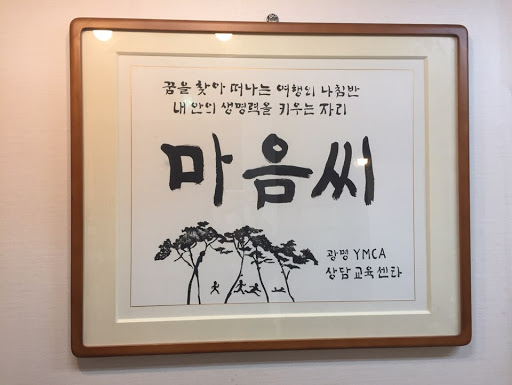 꿈을 찾아 떠나는 여행의 나침반
내 안의 생명력을 키우는 자리
마음씨
광명 YMCA
상담교육센타